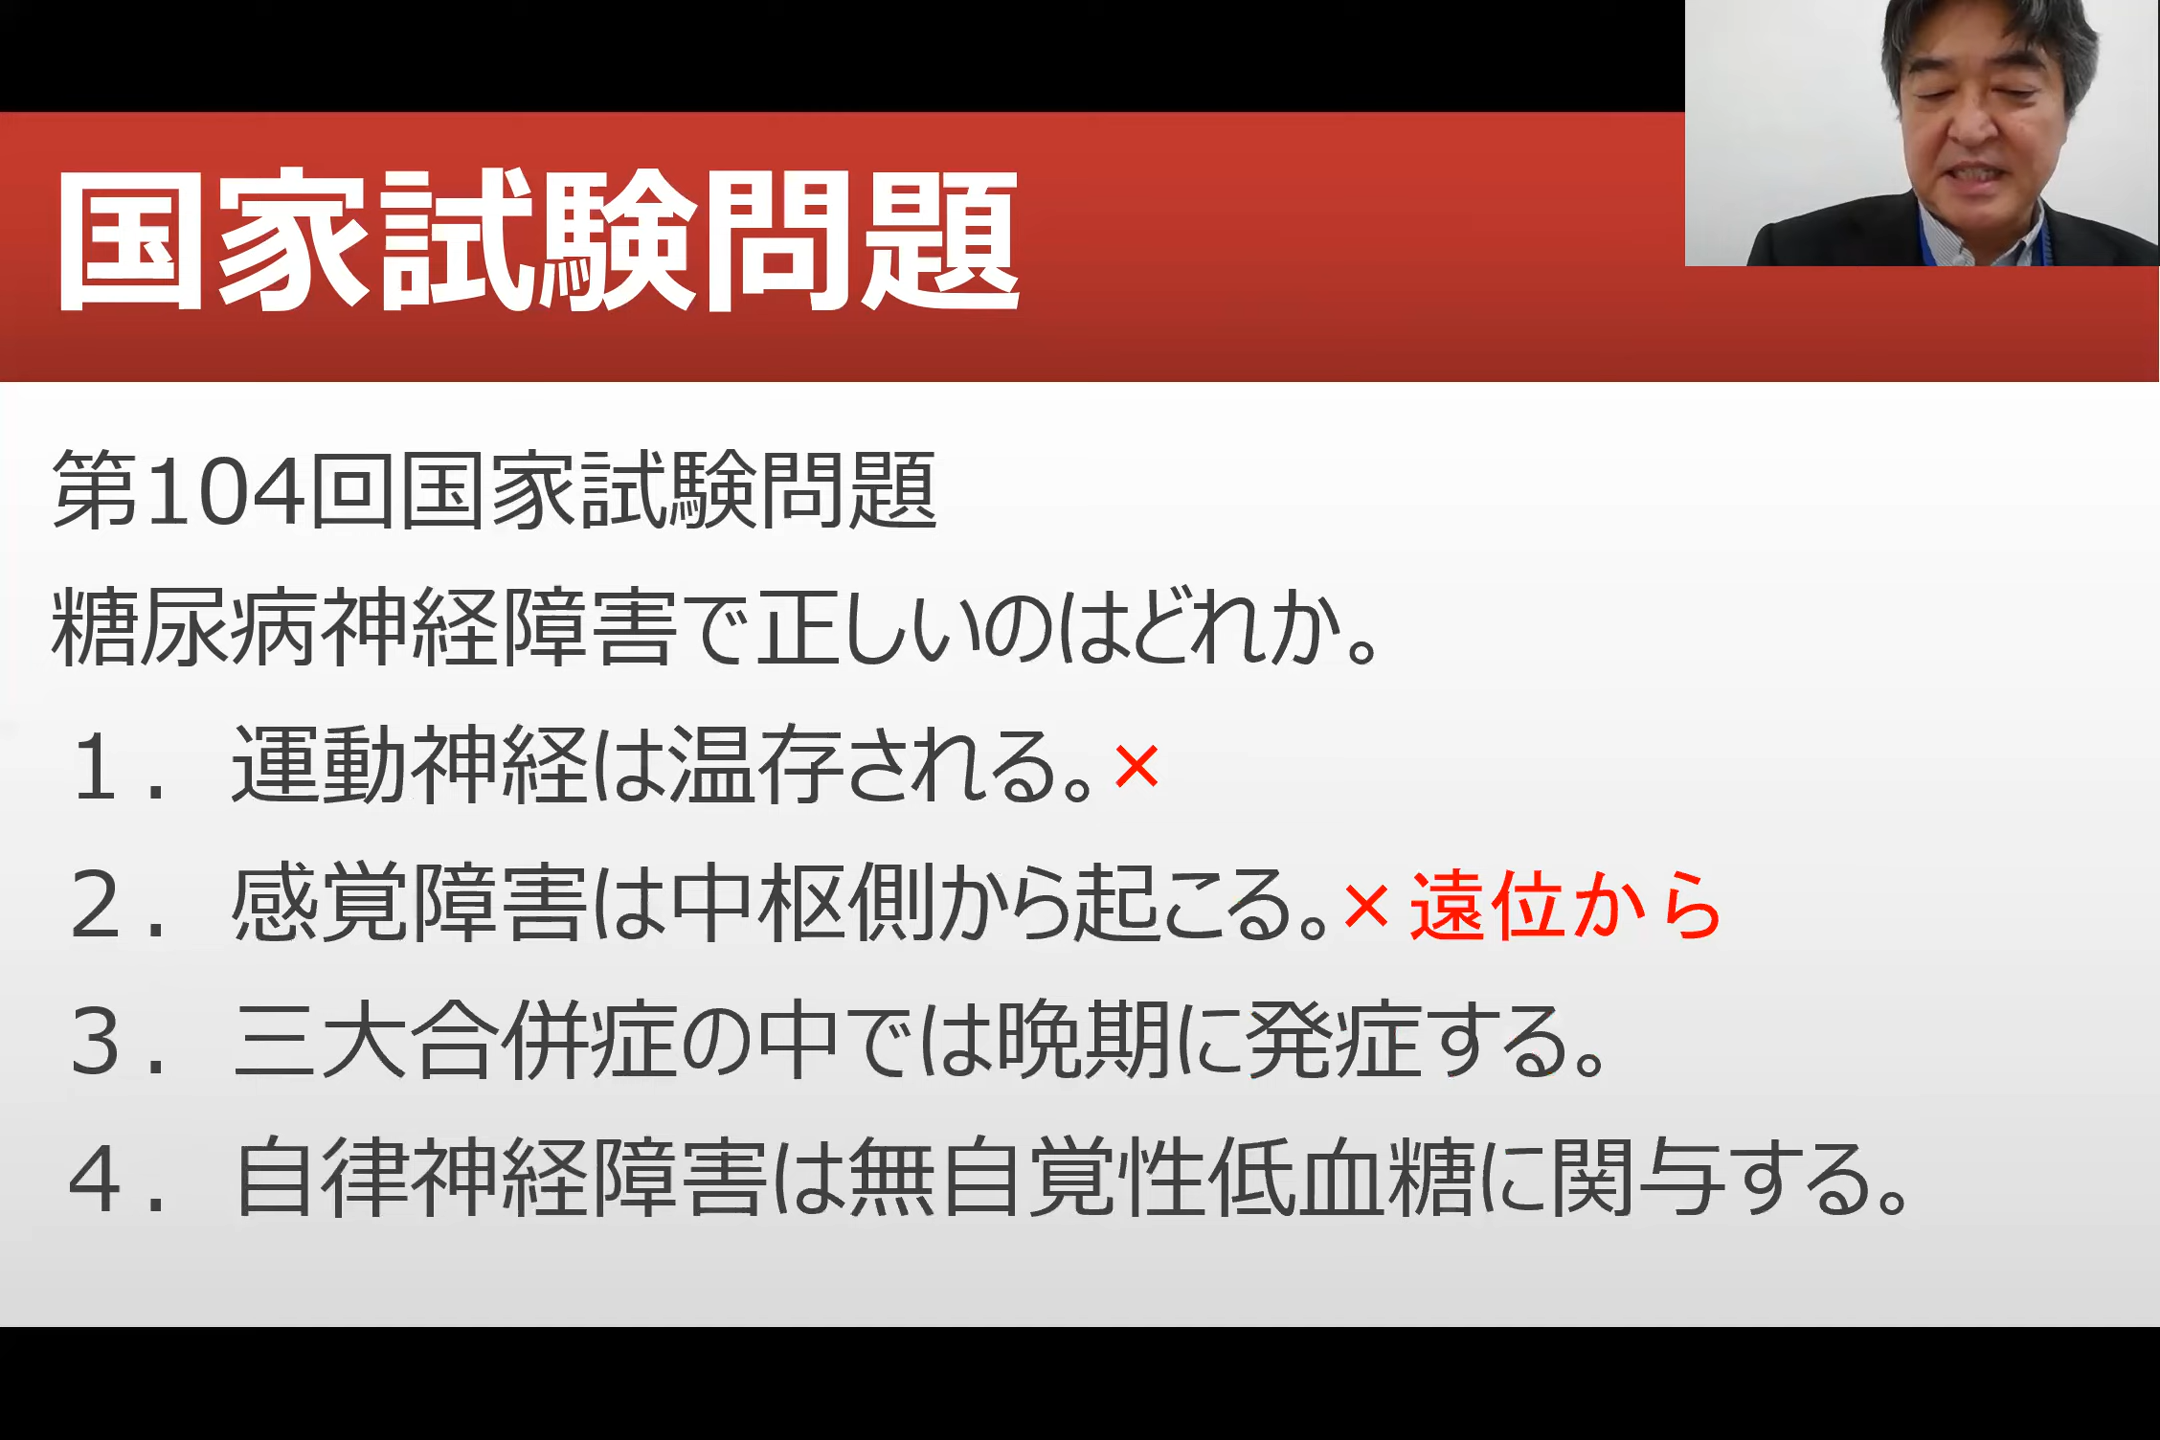 国家試験問題
第104回国家試験問題
糖尿病神経障害で正しいのはどれか。
１．運動神経は温存される。×
２．感覚障害は中枢側から起こる。×遠位から
３．三大合併症の中では晩期に発症する。
４．自律神経障害は無自覚性低血糖に関与する。